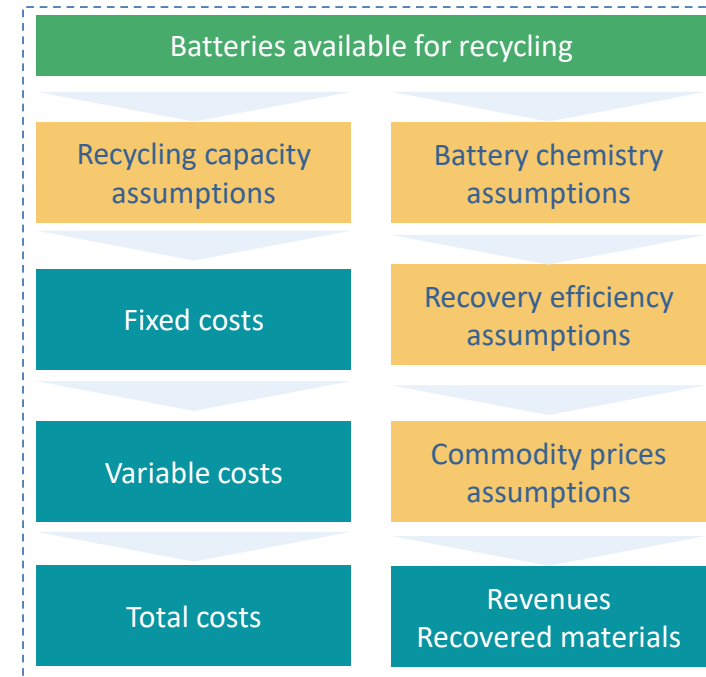 Batteries available for recycling
Recycling capacity
assumptions
Battery chemistry
assumptions
Fixed costs
Recovery efficiency
assumptions
Variable costs
Commodity prices
assumptions
Total costs
Revenues
Recovered materials